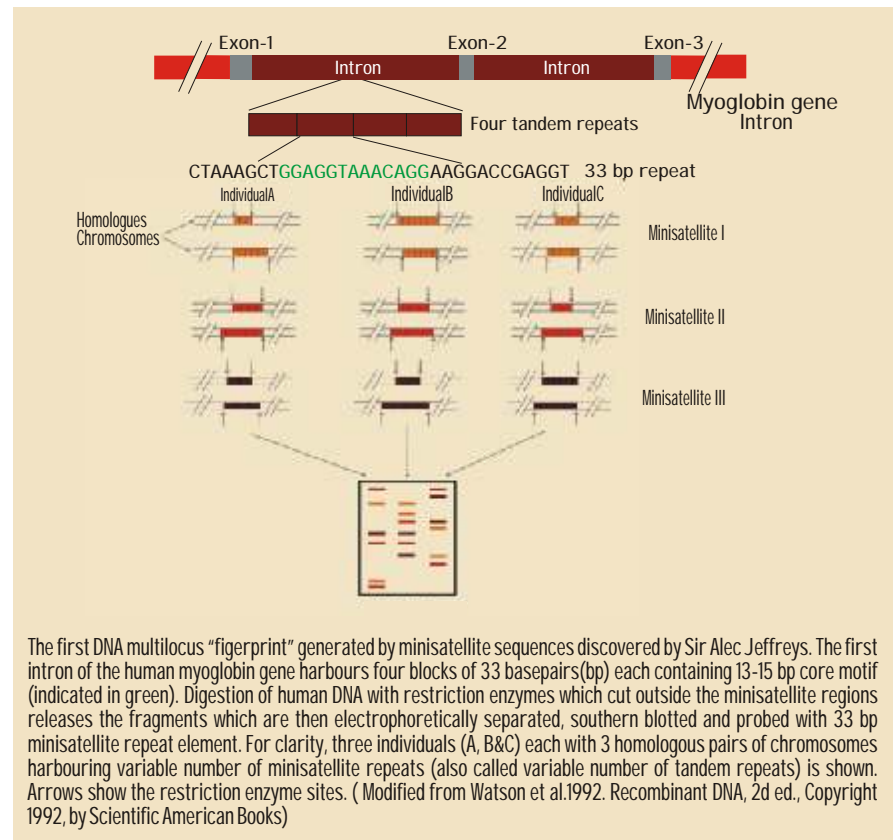 Exon-1 Exon-2 Exon-3
Intron Intron
Myoglobin gene
Intron
Four tandem repeats
CTAAAGCTGGAGGTAAACAGGAAGGACCGAGGT 33 bp repeat
IndividualA IndividualB IndividualC
Homologues
Chromosomes
Minisatellite I
Minisatellite II
Minisatellite III
The first DNA multilocus “figerprint” generated by minisatellite sequences discovered by Sir Alec Jeffreys. The first
intron of the human myoglobin gene harbours four blocks of 33 basepairs(bp) each containing 13-15 bp core motif
(indicated in green). Digestion of human DNA with restriction enzymes which cut outside the minisatellite regions
releases the fragments which are then electrophoretically separated, southern blotted and probed with 33 bp
minisatellite repeat element. For clarity, three individuals (A, B&C) each with 3 homologous pairs of chromosomes
harbouring variable number of minisatellite repeats (also called variable number of tandem repeats) is shown.
Arrows show the restriction enzyme sites. ( Modified from Watson et al.1992. Recombinant DNA, 2d ed., Copyright
1992, by Scientific American Books)